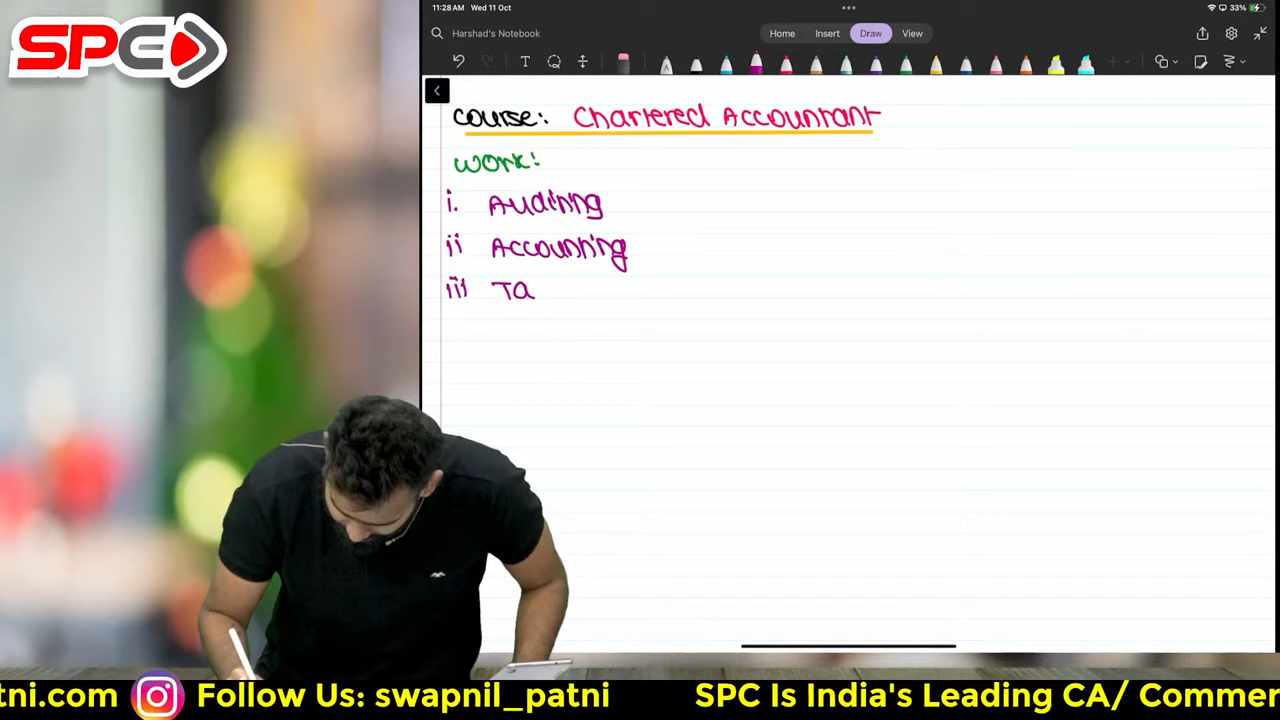 SPC
11:28 AM Wed 11 Oct
33%
Harshad's Notebook
Home Insert Draw View
Course: Chartered Accountant
Work:
i. Auditing
ii Accounting
iii Ta
tni.com Follow Us: swapnil_patni SPC Is India's Leading CA/ Commer